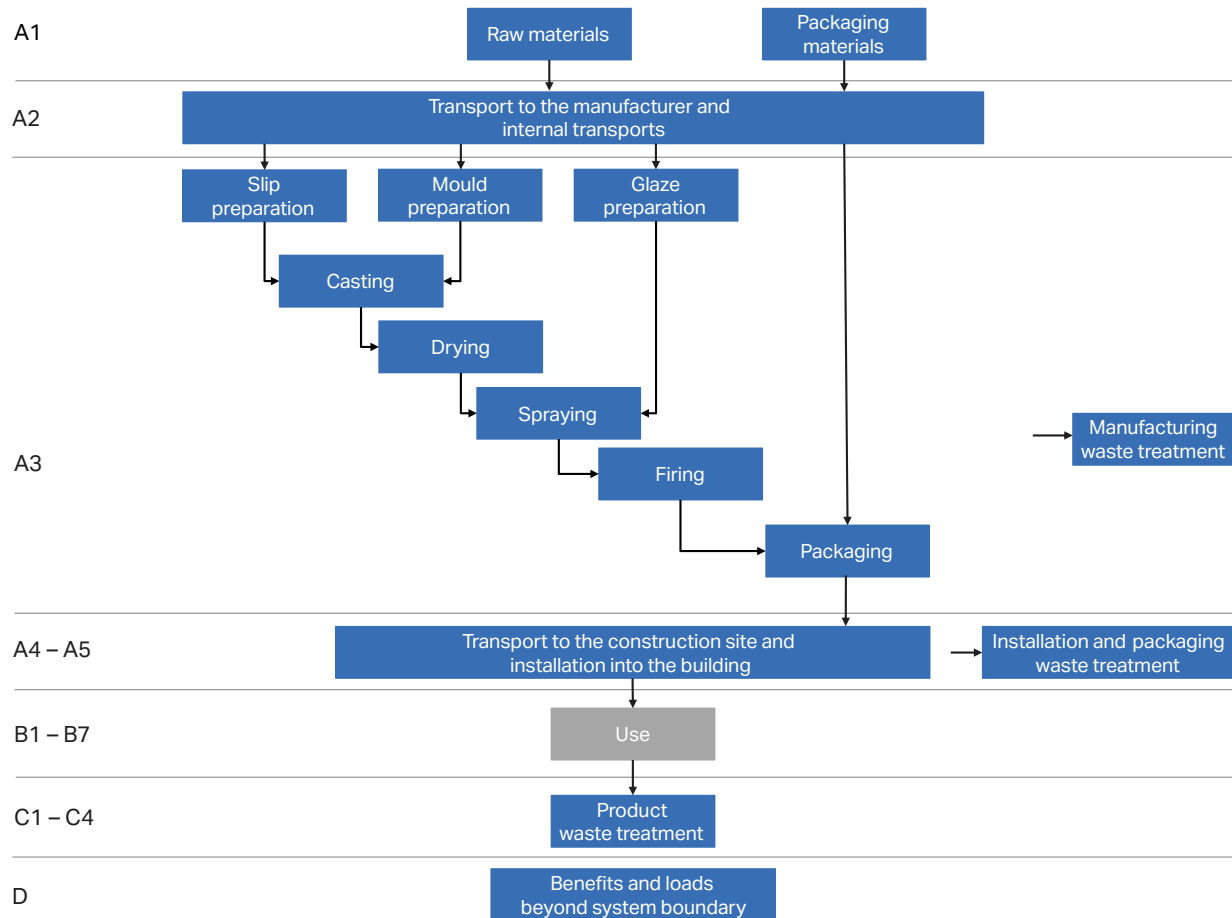 A1
Raw materials
Packaging
materials
A2
Transport to the manufacturer and
internal transports
Slip
preparation
Mould
preparation
Glaze
preparation
Casting
Drying
Spraying
A3
Firing
Manufacturing
waste treatment
Packaging
A4 – A5
Transport to the construction site and
installation into the building
Installation and packaging
waste treatment
B1 – B7
Use
C1 – C4
Product
waste treatment
D
Benefits and loads
beyond system boundary